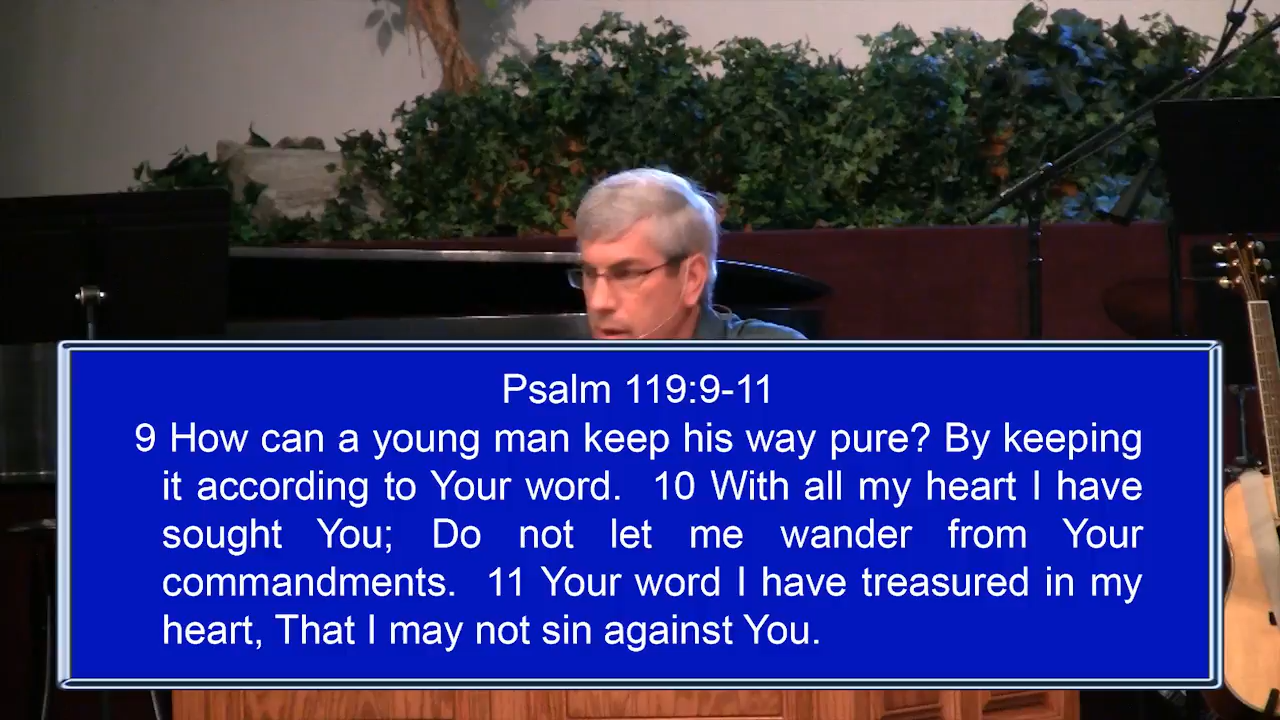 Psalm 119:9-11
9 How can a young man keep his way pure? By keeping
it according to Your word. 10 With all my heart I have
sought You; Do not let me wander from Your
commandments. 11 Your word I have treasured in my
heart, That I may not sin against You.